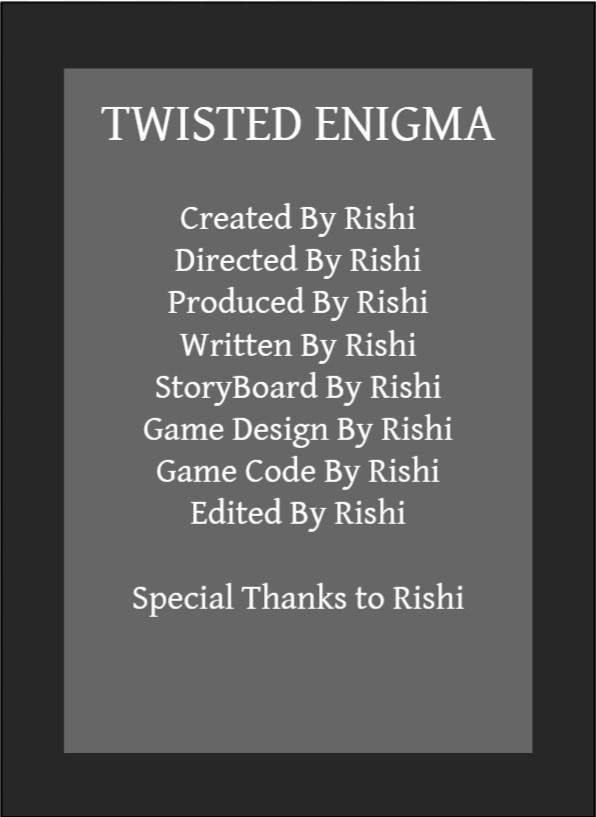 TWISTED ENIGMA
Created By Rishi
Directed By Rishi
Produced By Rishi
Written By Rishi
StoryBoard By Rishi
Game Design By Rishi
Game Code By Rishi
Edited By Rishi
Special Thanks to Rishi